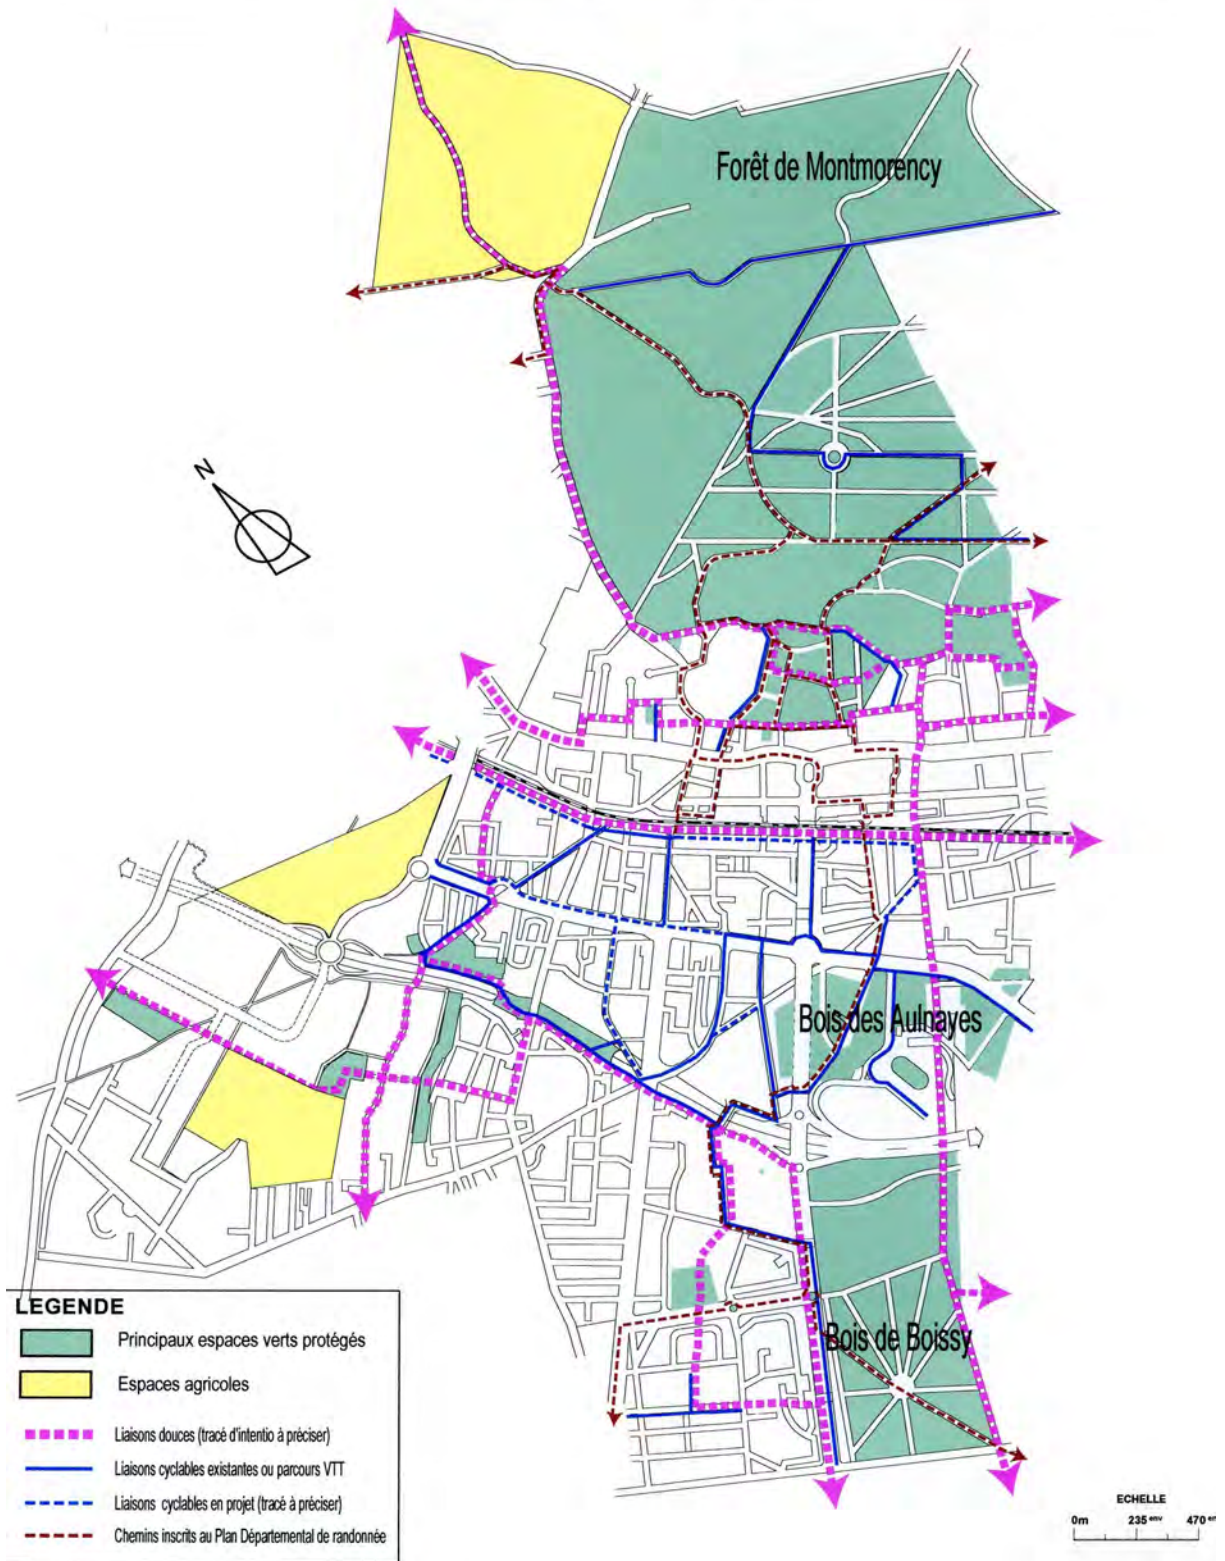 Forêt de Montmorency
N
Bois des Aulnayes
Bois de Boissy
LEGENDE
Principaux espaces verts protégés
Espaces agricoles
Liaisons douces (tracé d'intentio à préciser)
Liaisons cyclables existantes ou parcours VTT
Liaisons cyclables en projet (tracé à préciser)
Chemins inscrits au Plan Départemental de randonnée
ECHELLE
0m 235 env 470 en